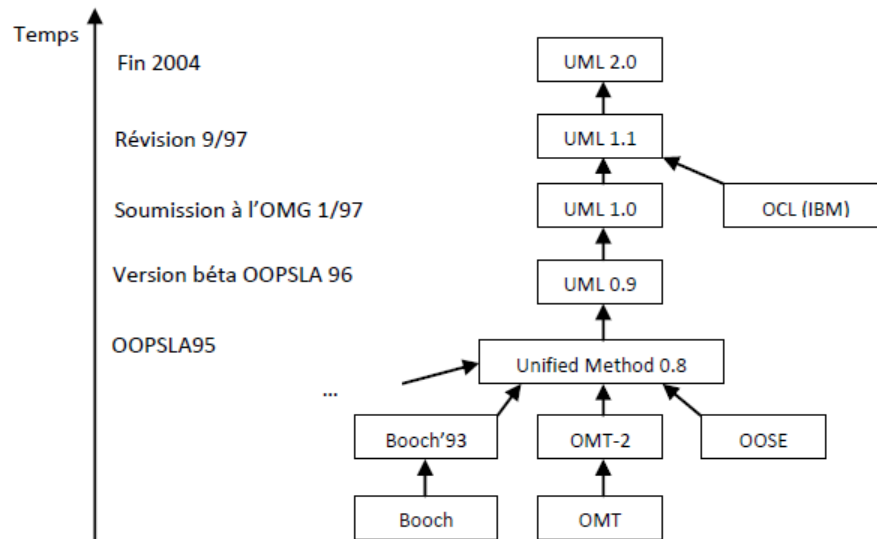 Temps
Fin 2004
UML 2.0
Révision 9/97
UML 1.1
Soumission à l’OMG 1/97
UML 1.0
OCL (IBM)
Version béta OOPSLA 96
UML 0.9
OOPSLA95
Unified Method 0.8
...
Booch’93
OMT-2
OOSE
Booch
OMT